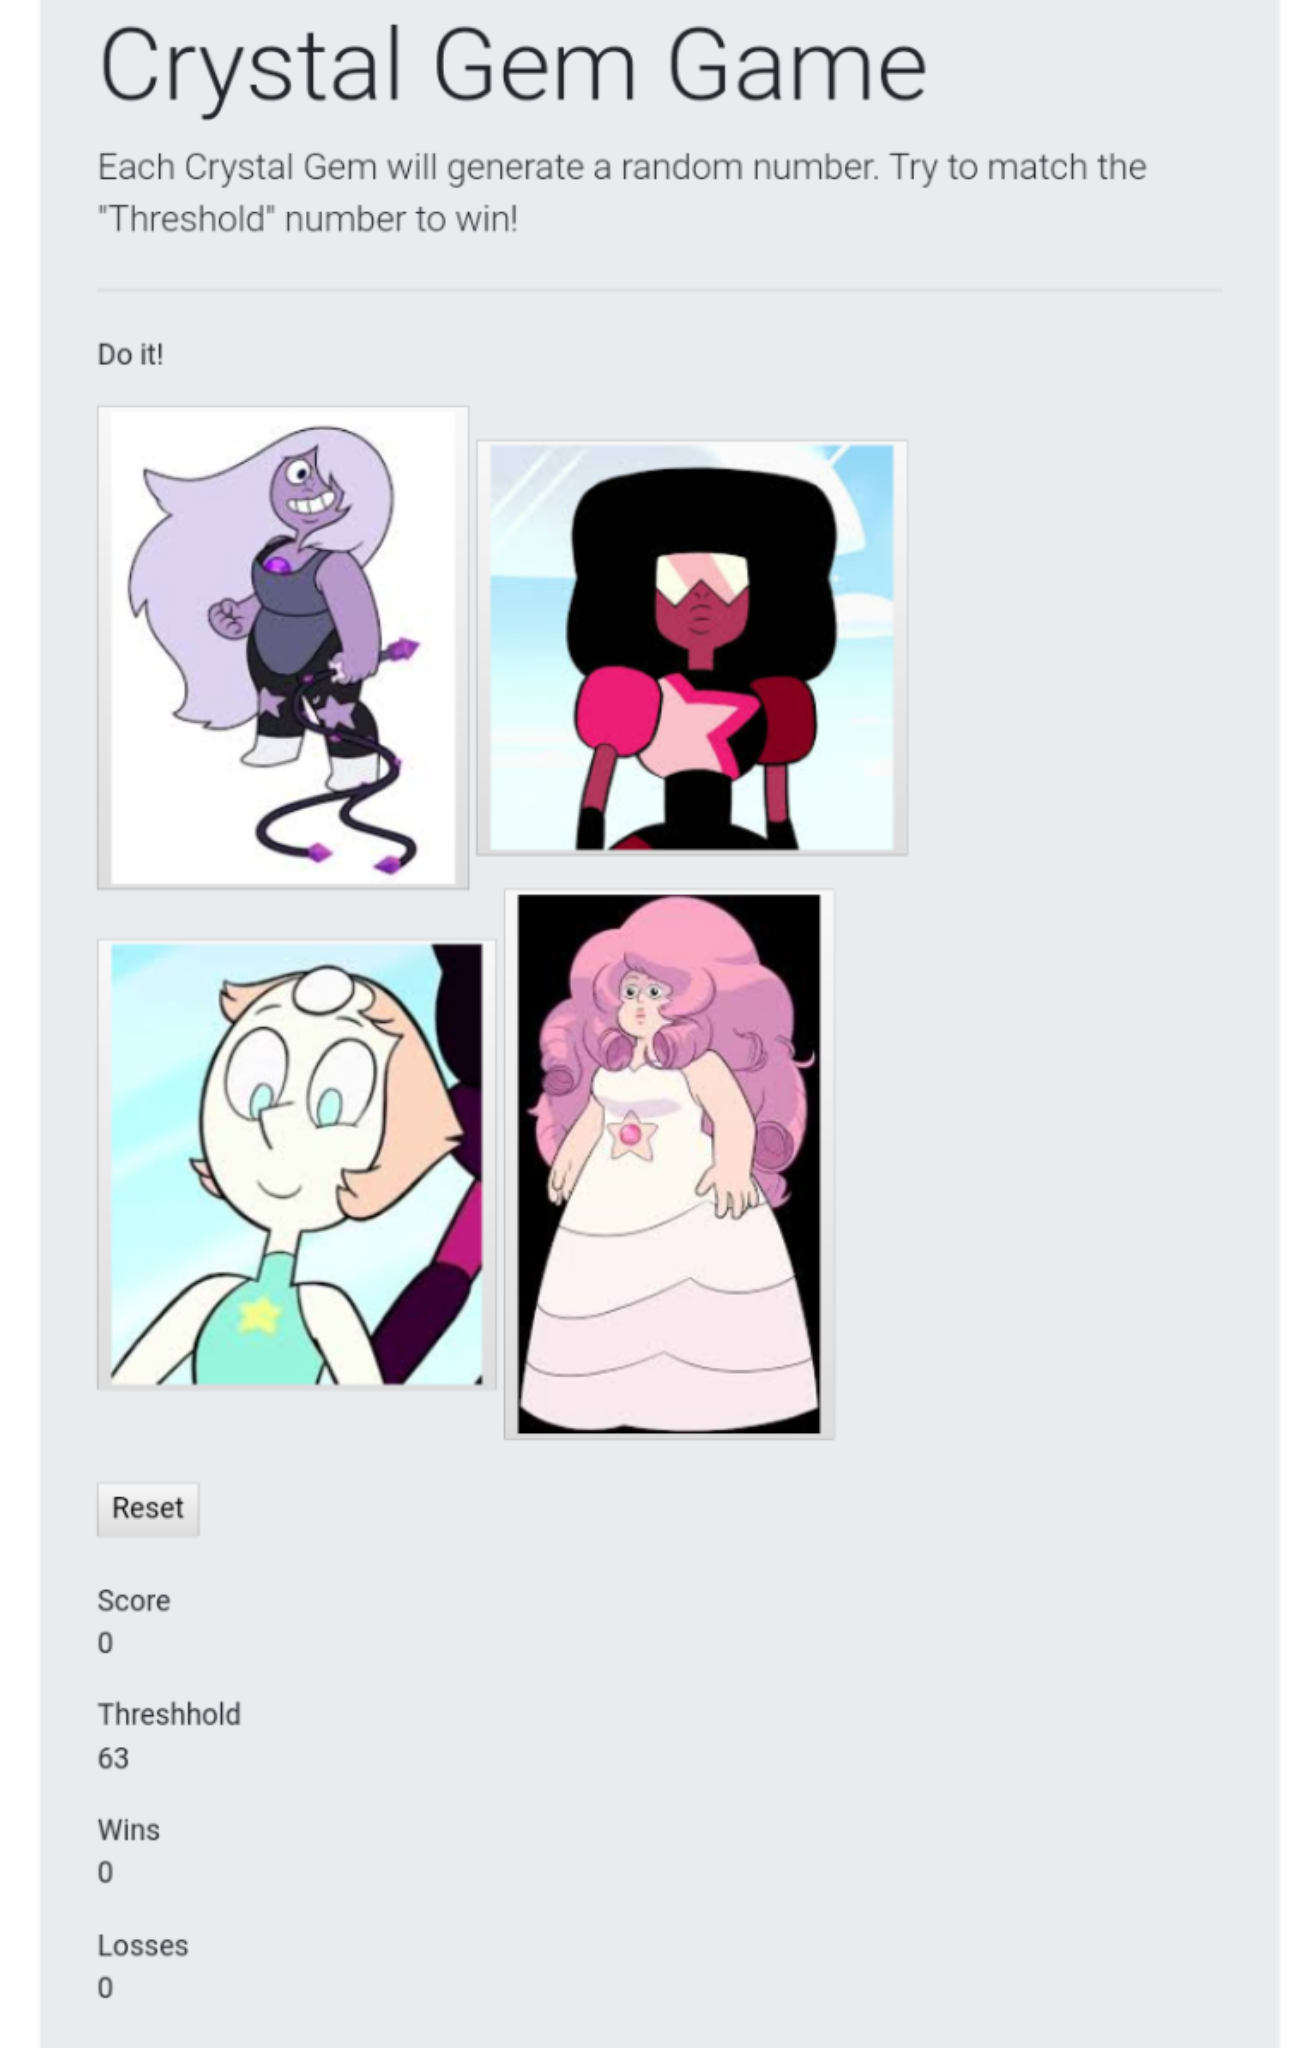 Crystal Gem Game
Each Crystal Gem will generate a random number. Try to match the
"Threshold" number to win!
Do it!
Reset
Score
0
Threshhold
63
Wins
0
Losses
0